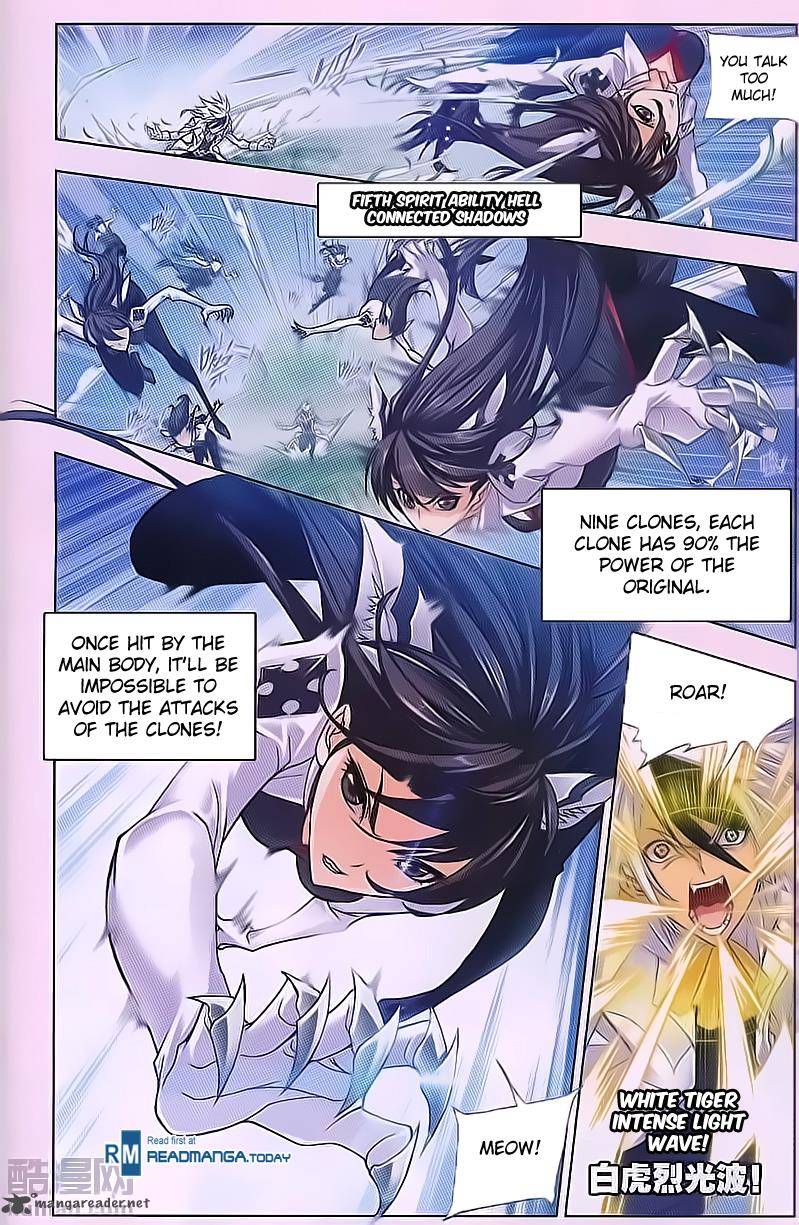 YOU TALK
TOO
MUCH!
FIFTH SPIRIT ABILITY HELL
CONNECTED SHADOWS
NINE CLONES, EACH
CLONE HAS 90% THE
POWER OF THE
ORIGINAL.
ONCE HIT BY THE
MAIN BODY, IT'LL BE
IMPOSSIBLE TO
AVOID THE ATTACKS
OF THE CLONES!
ROAR!
WHITE TIGER
INTENSE LIGHT
WAVE!
白虎烈光波!
MEOW!
RM
Read first at
READMANGA.TODAY
酷漫网
mangareader.net